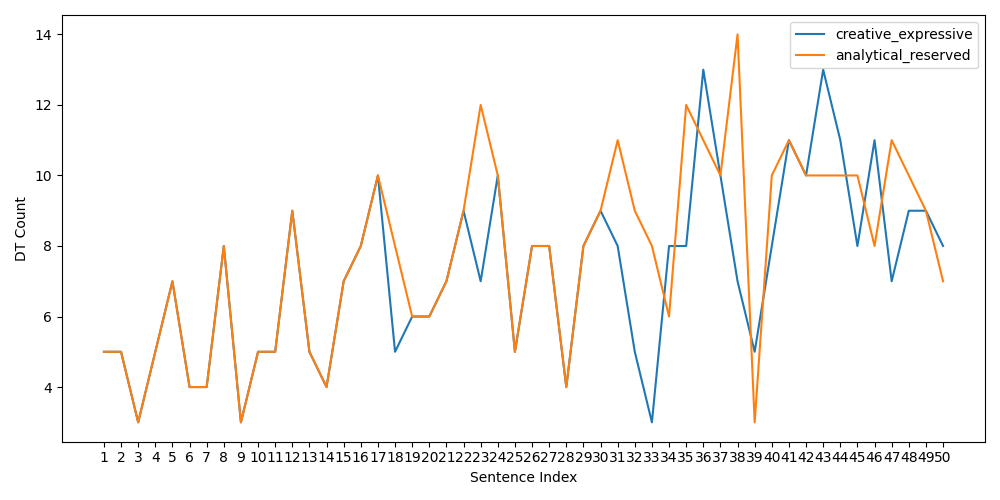 creative_expressive
analytical_reserved
14
12
10
8
6
4
DT Count
1 2 3 4 5 6 7 8 9 10 11 12 13 14 15 16 17 18 19 20 21 22 23 24 25 26 27 28 29 30 31 32 33 34 35 36 37 38 39 40 41 42 43 44 45 46 47 48 49 50
Sentence Index